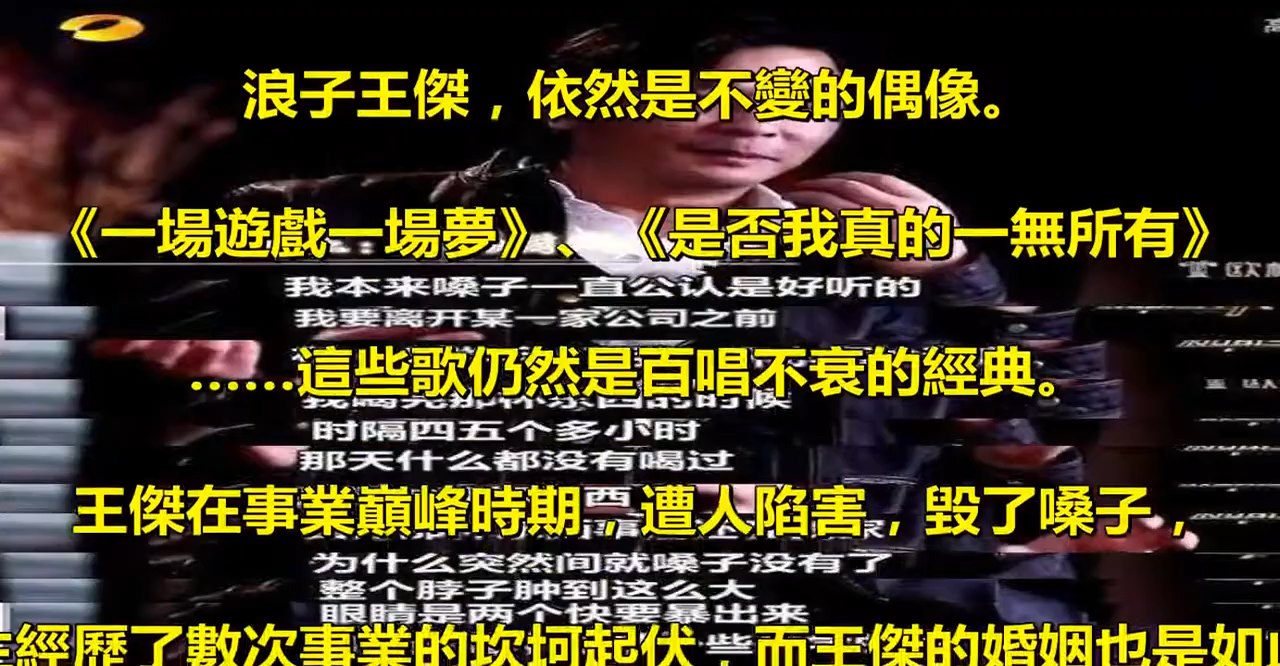 浪子王傑，依然是不變的偶像。
《一場遊戲一場夢》、《是否我真的一無所有》
我本来嗓子一直公认是好听的
我要离开某一家公司之前
……這些歌仍然是百唱不衰的經典。
时隔四五个多小时
那天什么都没有喝过
王傑在事業巔峰時期，遭人陷害，毀了嗓子，
为什么突然间就嗓子没有了
整个脖子肿到这么大
眼睛是两个快要暴出来
經歷了數次事業的坎坷起伏，而王傑的婚姻也是如